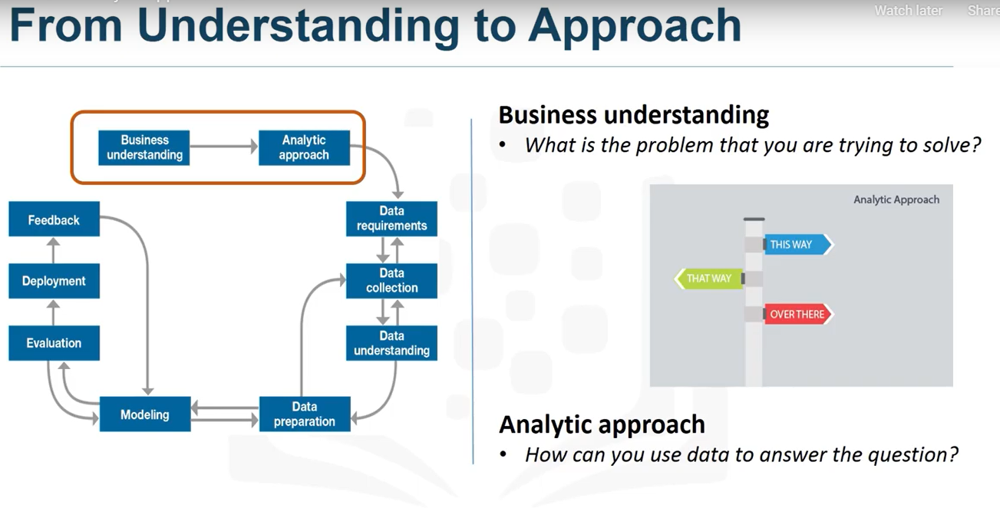 Watch later
Share
From Understanding to Approach
Business
understanding
Analytic
approach
Data
requirements
Data
collection
Data
understanding
Data
preparation
Modeling
Evaluation
Deployment
Feedback
Business understanding
• What is the problem that you are trying to solve?
Analytic Approach
THIS WAY
THAT WAY
OVER THERE
Analytic approach
• How can you use data to answer the question?